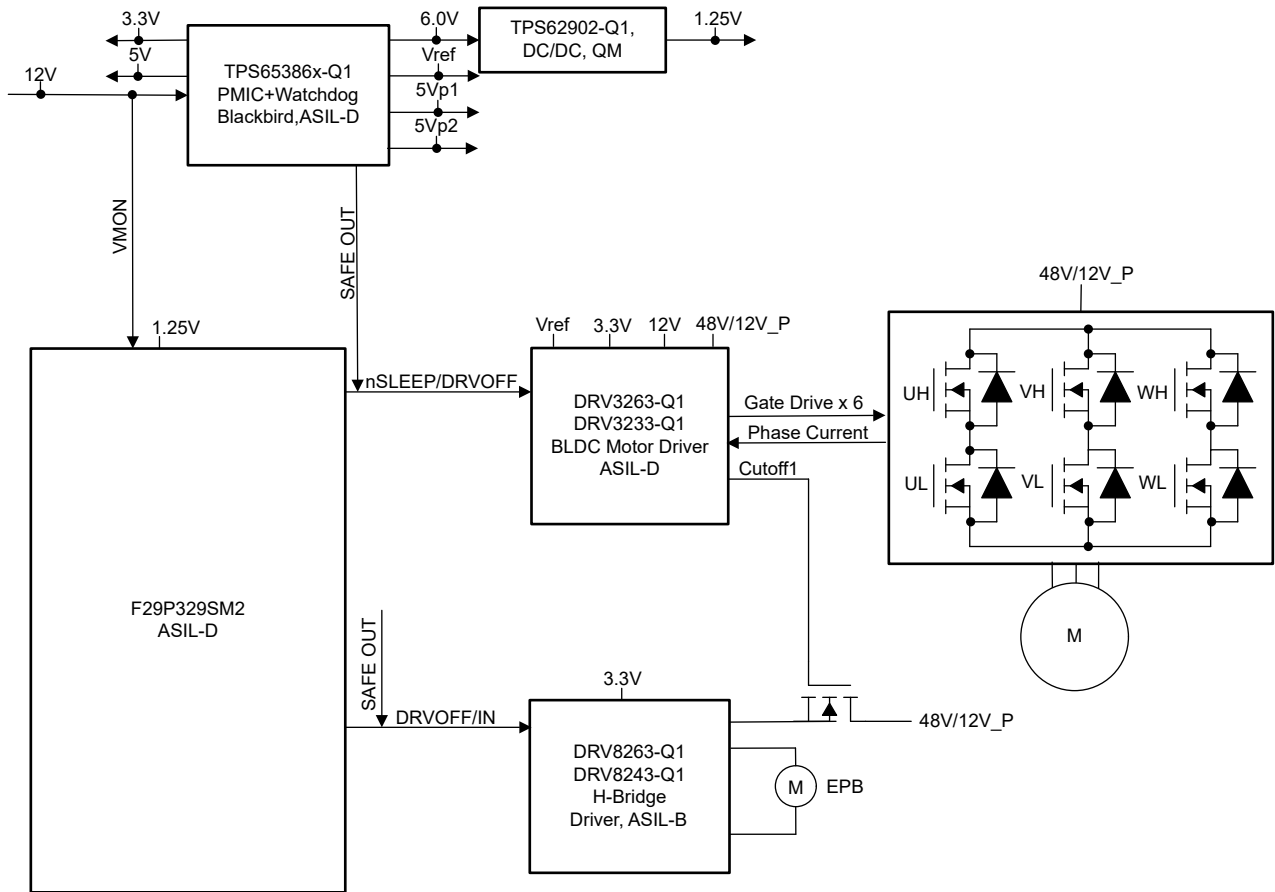 3.3V
5V
12V
TPS65386x-Q1
PMIC+Watchdog
Blackbird,ASIL-D
6.0V
Vref
5Vp1
5Vp2
TPS62902-Q1,
DC/DC, QM
1.25V
VMON
SAFE OUT
1.25V
F29P329SM2
ASIL-D
nSLEEP/DRVOFF
Vref
3.3V
12V
48V/12V_P
DRV3263-Q1
DRV3233-Q1
BLDC Motor Driver
ASIL-D
Gate Drive x 6
Phase Current
Cutoff1
48V/12V_P
UH
VH
WH
UL
VL
WL
M
SAFE OUT
DRVOFF/IN
3.3V
DRV8263-Q1
DRV8243-Q1
H-Bridge
Driver, ASIL-B
48V/12V_P
M
EPB